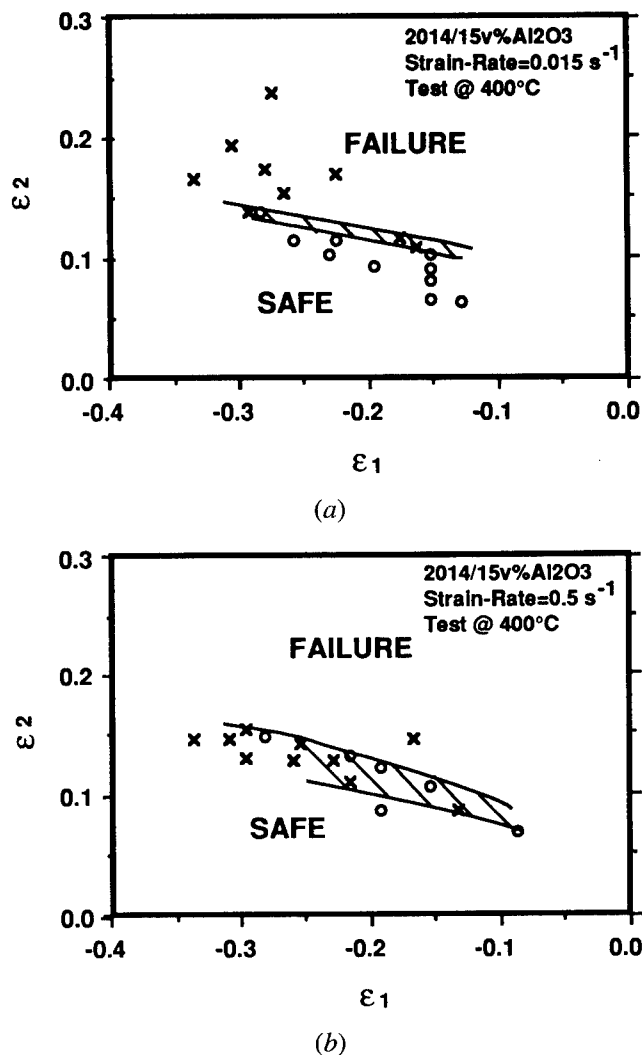 0.3
2014/15v%Al2O3
Strain-Rate=0.015 s-1
Test @ 400°C
FAILURE
0.2
ε2
0.1
SAFE
0.0
-0.4 -0.3 -0.2 -0.1 0.0
ε1
(a)
0.3
2014/15v%Al2O3
Strain-Rate=0.5 s-1
Test @ 400°C
FAILURE
0.2
ε2
0.1
SAFE
0.0
-0.4 -0.3 -0.2 -0.1 0.0
ε1
(b)